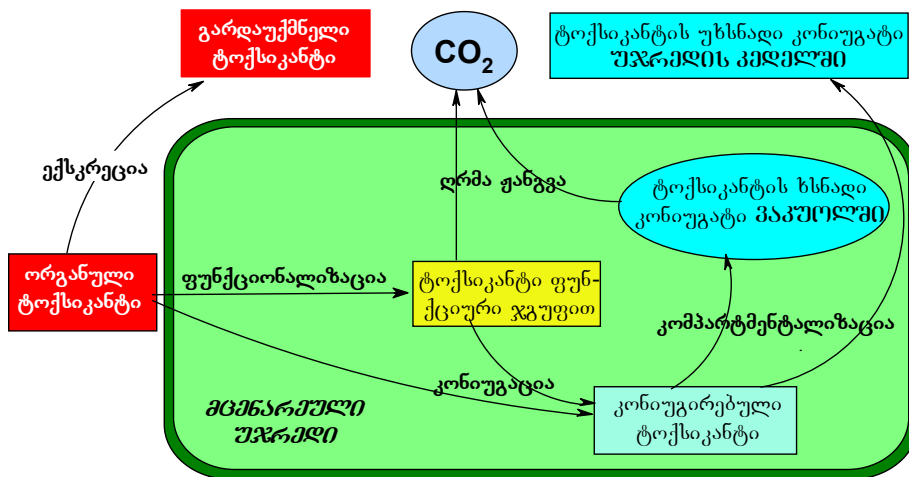 გარდაუქმნელი
ტოქსიკანტი
CO2
ტოქსიკანტის უხსნადი კონიუგატი
უჯრედის კედელში
ექსკრეცია
ღრმა ჟანგვა
ტოქსიკანტის ხსნადი
კონიუგატი ვაკუოლში
ორგანული
ტოქსიკანტი
ფუნქციონალიზაცია
ტოქსიკანტი ფუნ-
ქციური ჯგუფით
კომპარტმენტალიზაცია
კონიუგაცია
კონიუგირებული
ტოქსიკანტი
მცენარეული
უჯრედი